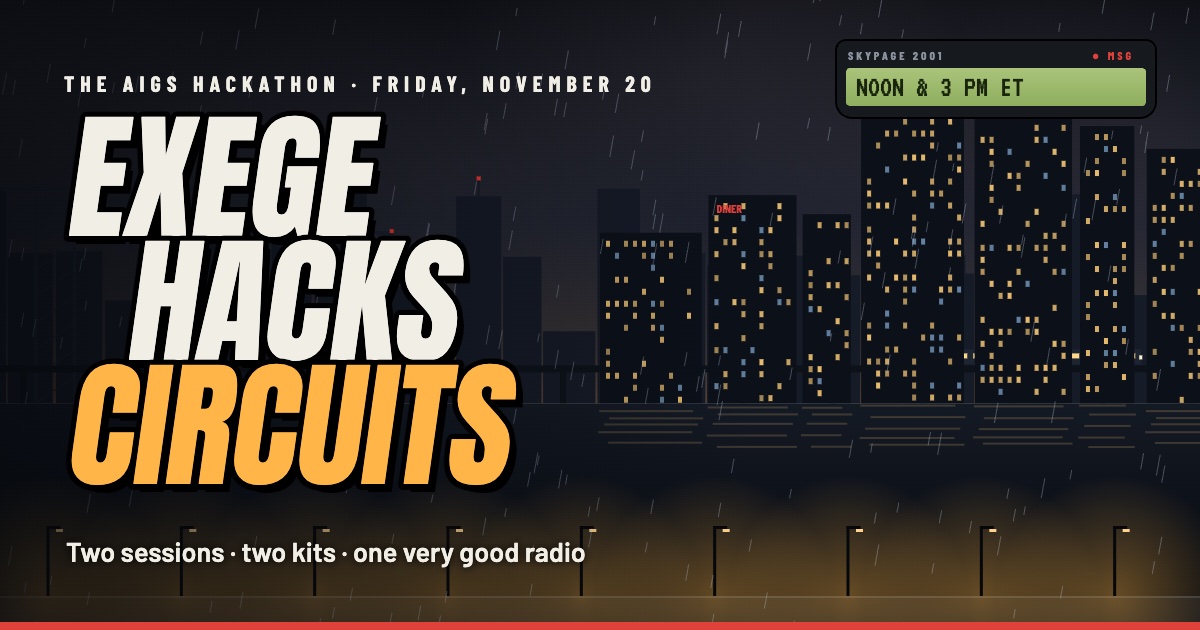 THE AIGS HACKATHON · FRIDAY, NOVEMBER 20
EXEGE
HACKS
CIRCUITS
Two sessions · two kits · one very good radio
SKYPAGE 2001
● MSG
NOON & 3 PM ET
DINER